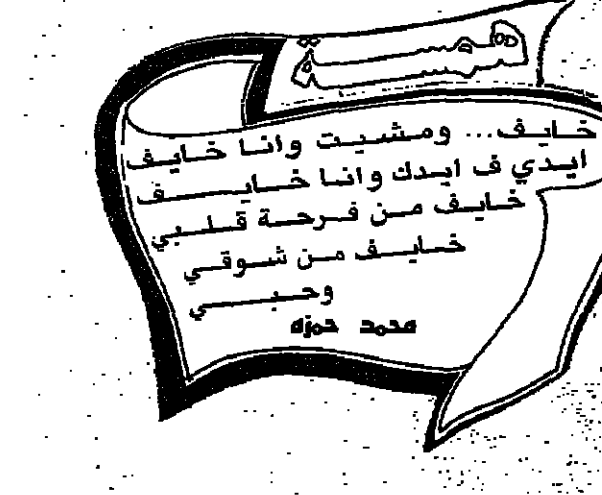 همسة
خايف... ومشيت وانا خايف
ايدي ف ايدك وانا خايف
خايف من فرحة قلبي
خايف من شوقي
وحبي
محمد حمزه